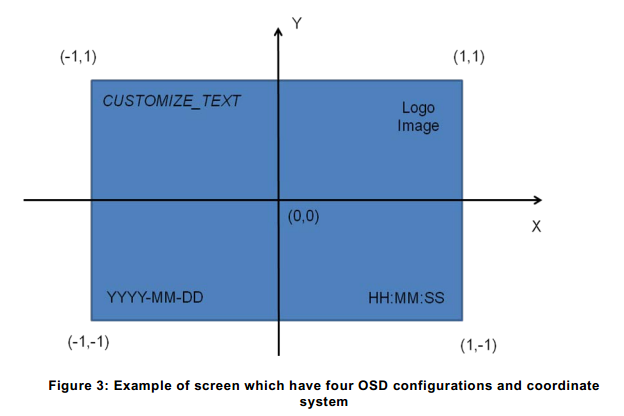 Y
(-1,1)
(1,1)
CUSTOMIZE_TEXT
Logo
Image
(0,0)
X
YYYY-MM-DD
HH:MM:SS
(-1,-1)
(1,-1)
Figure 3: Example of screen which have four OSD configurations and coordinate
system